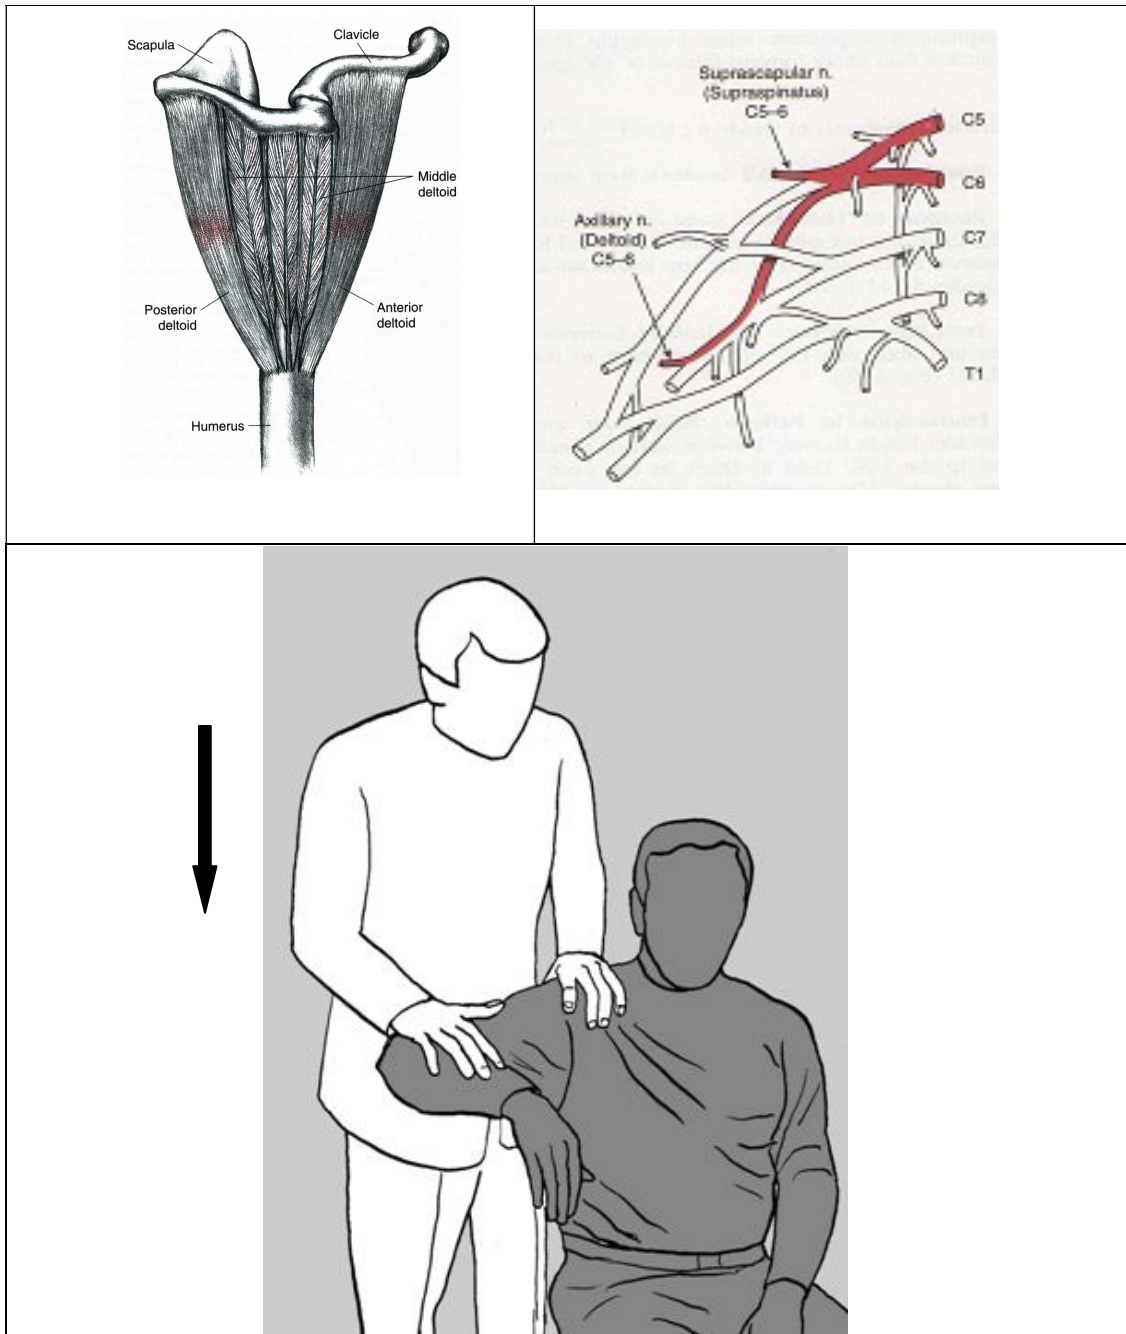 Scapula
Clavicle
Middle
deltoid
Posterior
deltoid
Anterior
deltoid
Humerus
Suprascapular n.
(Supraspinatus)
C5–6
C5
C6
Axillary n.
(Deltoid)
C5–6
C7
C8
T1